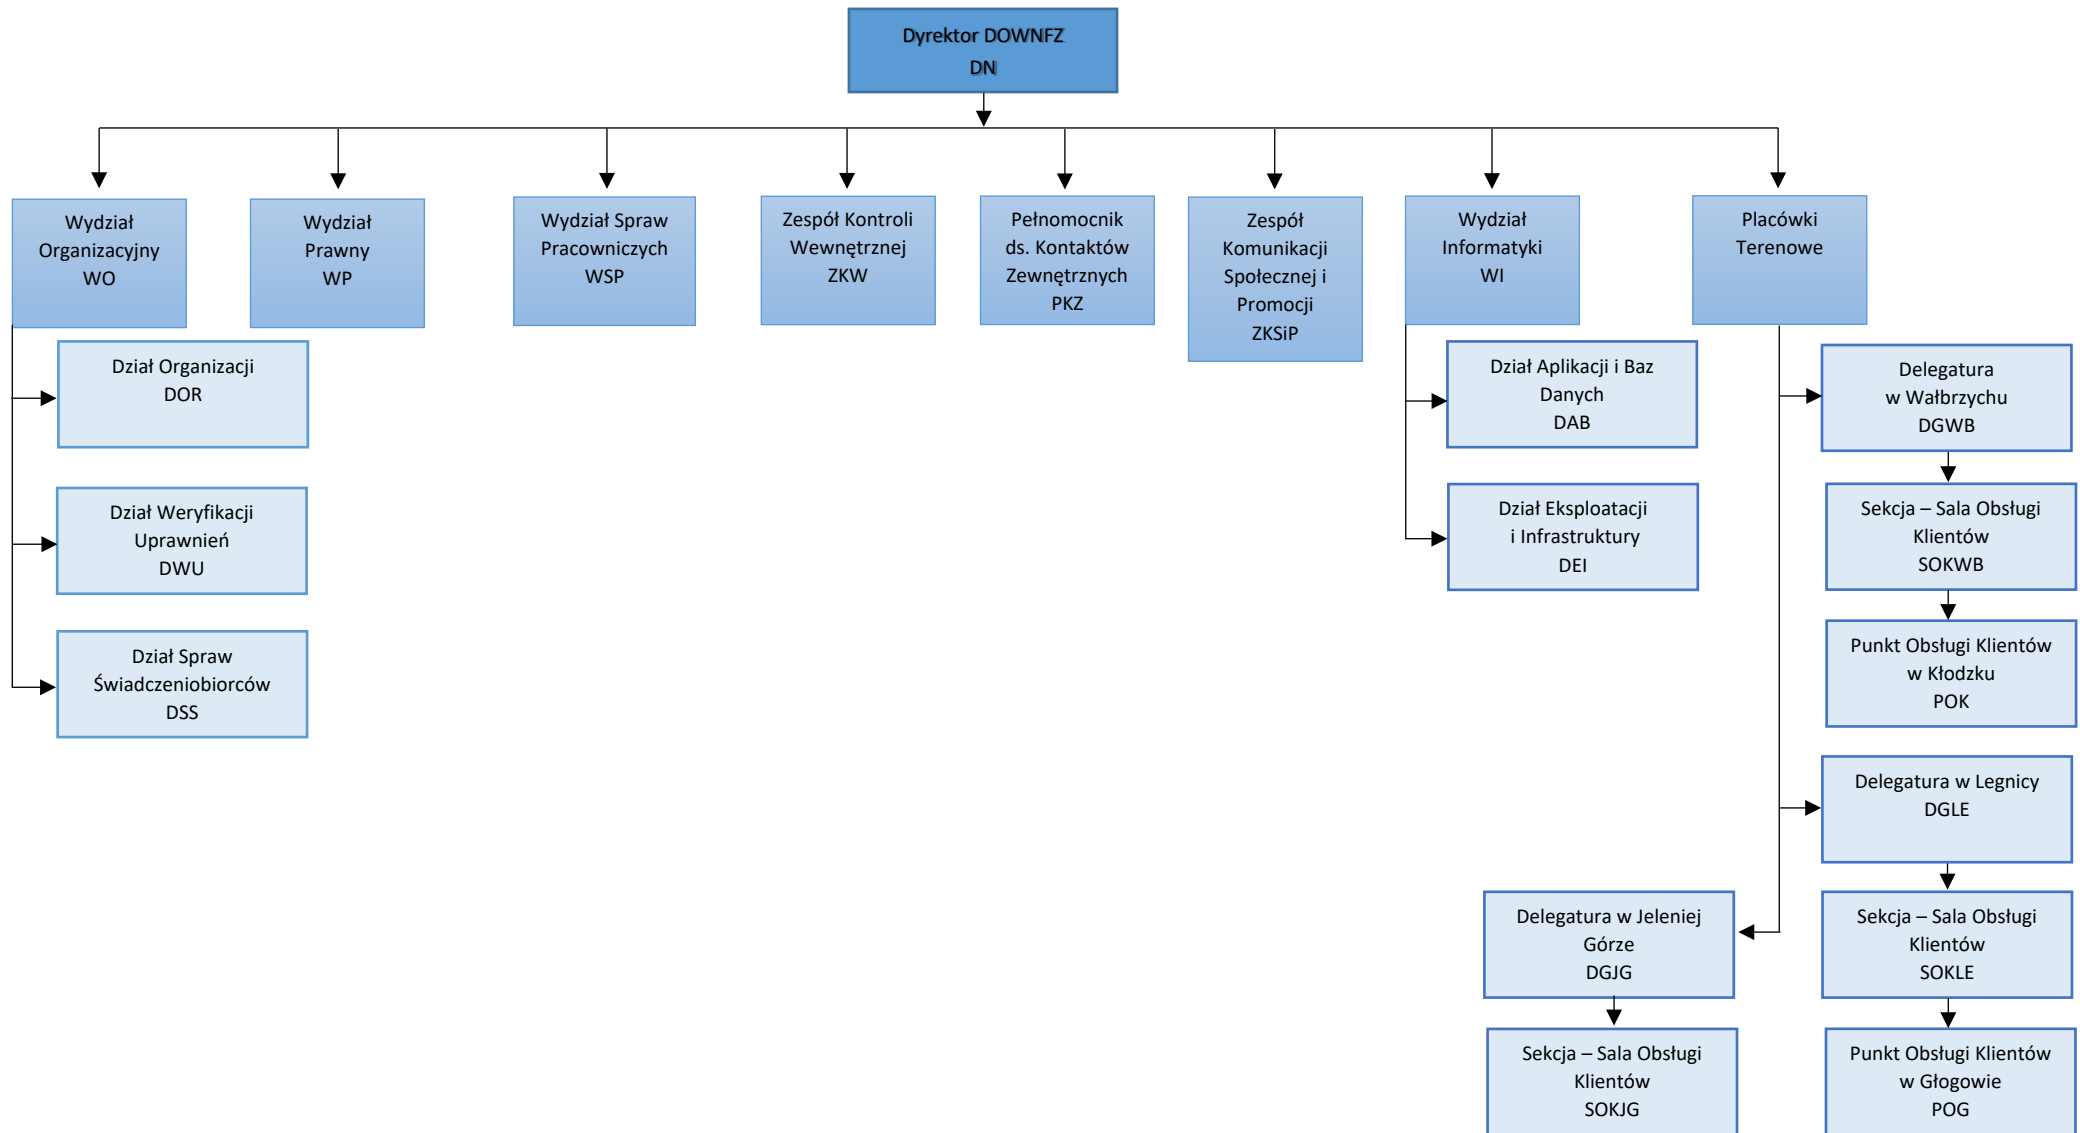 Dyrektor DOWNFZ
DN
Wydział
Organizacyjny
WO
Wydział
Prawny
WP
Wydział Spraw
Pracowniczych
WSP
Zespół Kontroli
Wewnętrznej
ZKW
Pełnomocnik
ds. Kontaktów
Zewnętrznych
PKZ
Zespół
Komunikacji
Społecznej i
Promocji
ZKSiP
Wydział
Informatyki
WI
Placówki
Terenowe
Dział Organizacji
DOR
Dział Weryfikacji
Uprawnień
DWU
Dział Spraw
Świadczeniobiorców
DSS
Dział Aplikacji i Baz
Danych
DAB
Dział Eksploatacji
i Infrastruktury
DEI
Delegatura
w Wałbrzychu
DGWB
Sekcja – Sala Obsługi
Klientów
SOKWB
Punkt Obsługi Klientów
w Kłodzku
POK
Delegatura w Legnicy
DGLE
Sekcja – Sala Obsługi
Klientów
SOKLE
Punkt Obsługi Klientów
w Głogowie
POG
Delegatura w Jeleniej
Górze
DGJG
Sekcja – Sala Obsługi
Klientów
SOKJG